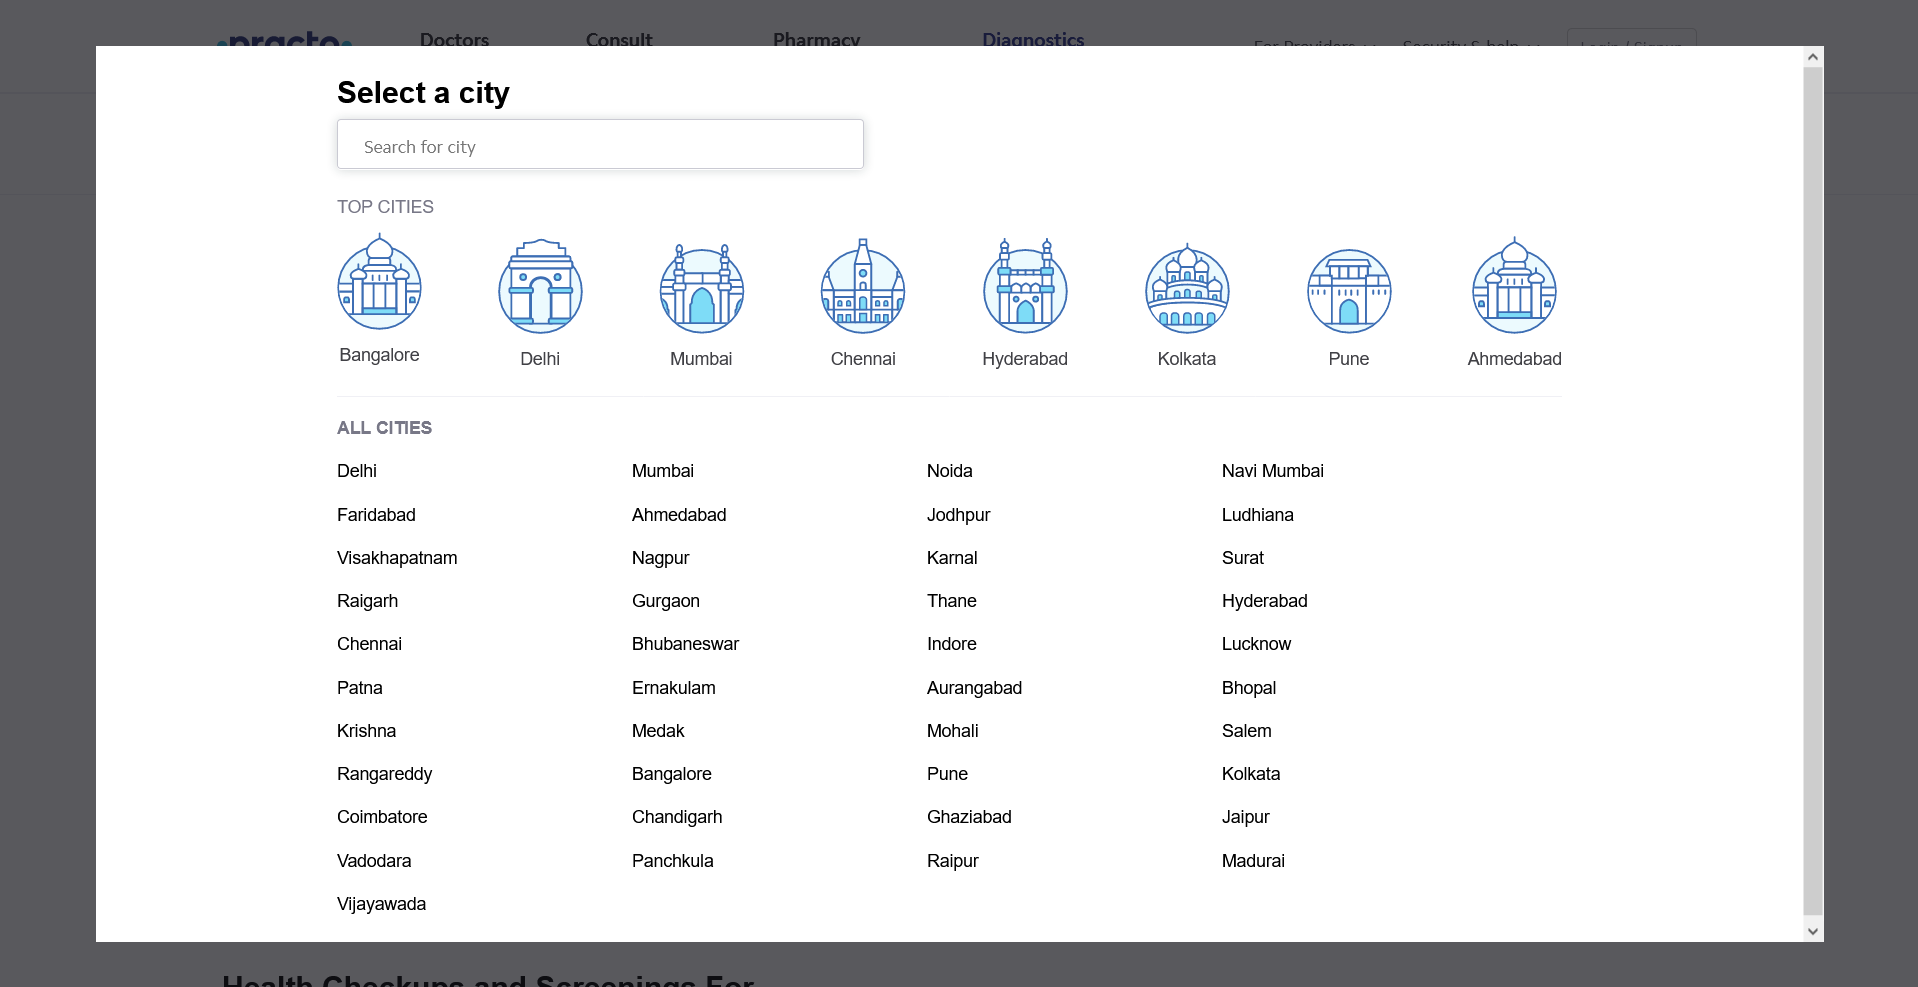 practo Doctors Consult Pharmacy Diagnostics For Providers Security & help Login / Signup
Select a city
Search for city
TOP CITIES
Bangalore Delhi Mumbai Chennai Hyderabad Kolkata Pune Ahmedabad
ALL CITIES
Delhi Mumbai Noida Navi Mumbai
Faridabad Ahmedabad Jodhpur Ludhiana
Visakhapatnam Nagpur Karnal Surat
Raigarh Gurgaon Thane Hyderabad
Chennai Bhubaneswar Indore Lucknow
Patna Ernakulam Aurangabad Bhopal
Krishna Medak Mohali Salem
Rangareddy Bangalore Pune Kolkata
Coimbatore Chandigarh Ghaziabad Jaipur
Vadodara Panchkula Raipur Madurai
Vijayawada
Health Checkups and Screenings For